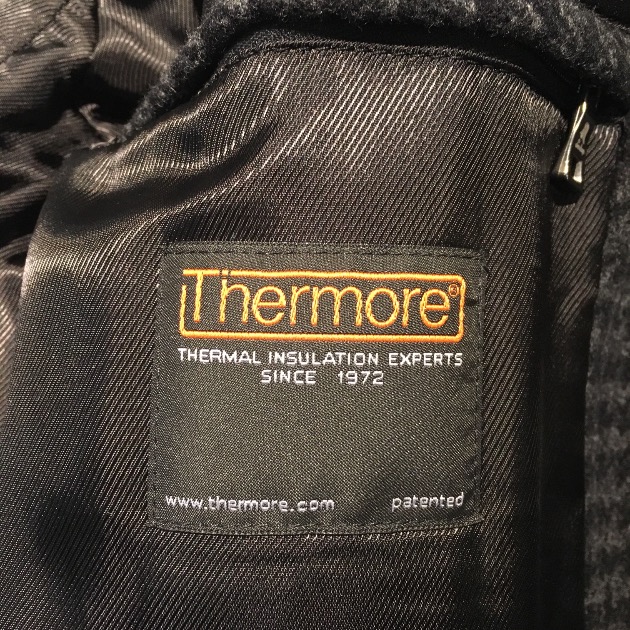 Thermore®
THERMAL INSULATION EXPERTS
SINCE 1972
www.thermore.com patented